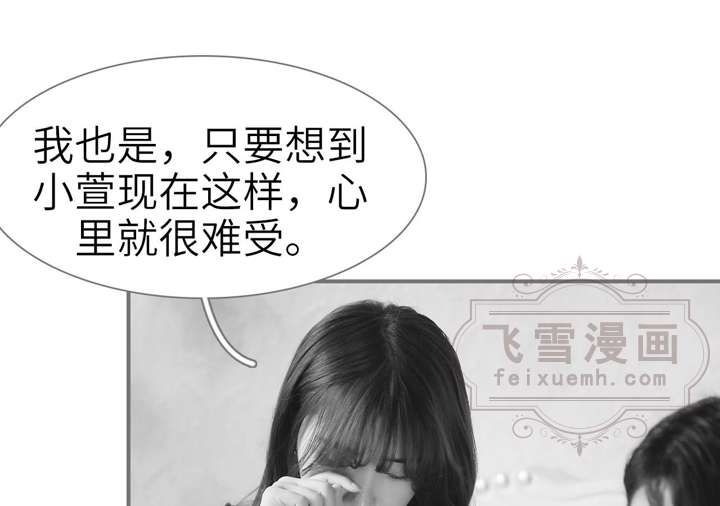 我也是，只要想到
小萱现在这样，心
里就很难受。
飞雪漫画
feixuemh.com